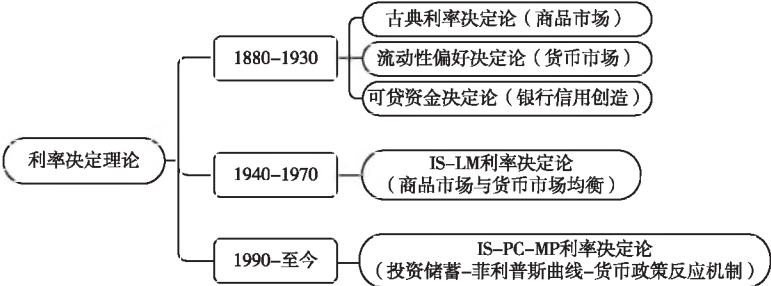 利率决定理论
1880-1930
古典利率决定论（商品市场）
流动性偏好决定论（货币市场）
可贷资金决定论（银行信用创造）
1940-1970
IS-LM利率决定论
（商品市场与货币市场均衡）
1990-至今
IS-PC-MP利率决定论
（投资储蓄-菲利普斯曲线-货币政策反应机制）